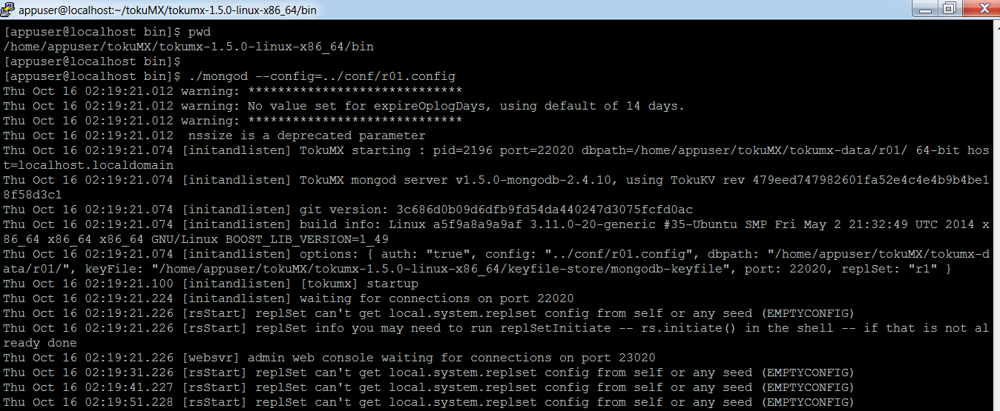 appuser@localhost:~/tokuMX/tokumx-1.5.0-linux-x86_64/bin
[appuser@localhost bin]$ pwd
/home/appuser/tokuMX/tokumx-1.5.0-linux-x86_64/bin
[appuser@localhost bin]$
[appuser@localhost bin]$ ./mongod --config=../conf/r01.config
Thu Oct 16 02:19:21.012 warning: *****************************
Thu Oct 16 02:19:21.012 warning: No value set for expireOplogDays, using default of 14 days.
Thu Oct 16 02:19:21.012 warning: *****************************
Thu Oct 16 02:19:21.012  nssize is a deprecated parameter
Thu Oct 16 02:19:21.074 [initandlisten] TokuMX starting : pid=2196 port=22020 dbpath=/home/appuser/tokuMX/tokumx-data/r01/ 64-bit hos
t=localhost.localdomain
Thu Oct 16 02:19:21.074 [initandlisten] TokuMX mongod server v1.5.0-mongodb-2.4.10, using TokuKV rev 479eed747982601fa52e4c4e4b9b4be1
8f58d3c1
Thu Oct 16 02:19:21.074 [initandlisten] git version: 3c686d0b09d6dfb9fd54da440247d3075fcfd0ac
Thu Oct 16 02:19:21.074 [initandlisten] build info: Linux a5f9a8a9a9af 3.11.0-20-generic #35-Ubuntu SMP Fri May 2 21:32:49 UTC 2014 x
86_64 x86_64 x86_64 GNU/Linux BOOST_LIB_VERSION=1_49
Thu Oct 16 02:19:21.074 [initandlisten] options: { auth: "true", config: "../conf/r01.config", dbpath: "/home/appuser/tokuMX/tokumx-d
ata/r01/", keyFile: "/home/appuser/tokuMX/tokumx-1.5.0-linux-x86_64/keyfile-store/mongodb-keyfile", port: 22020, replSet: "r1" }
Thu Oct 16 02:19:21.100 [initandlisten] [tokumx] startup
Thu Oct 16 02:19:21.224 [initandlisten] waiting for connections on port 22020
Thu Oct 16 02:19:21.226 [rsStart] replSet can't get local.system.replset config from self or any seed (EMPTYCONFIG)
Thu Oct 16 02:19:21.226 [rsStart] replSet info you may need to run replSetInitiate -- rs.initiate() in the shell -- if that is not al
ready done
Thu Oct 16 02:19:21.226 [websvr] admin web console waiting for connections on port 23020
Thu Oct 16 02:19:31.226 [rsStart] replSet can't get local.system.replset config from self or any seed (EMPTYCONFIG)
Thu Oct 16 02:19:41.227 [rsStart] replSet can't get local.system.replset config from self or any seed (EMPTYCONFIG)
Thu Oct 16 02:19:51.228 [rsStart] replSet can't get local.system.replset config from self or any seed (EMPTYCONFIG)